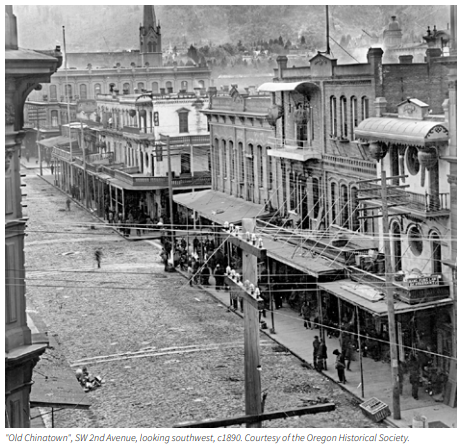 "Old Chinatown", SW 2nd Avenue, looking southwest, c1890. Courtesy of the Oregon Historical Society.